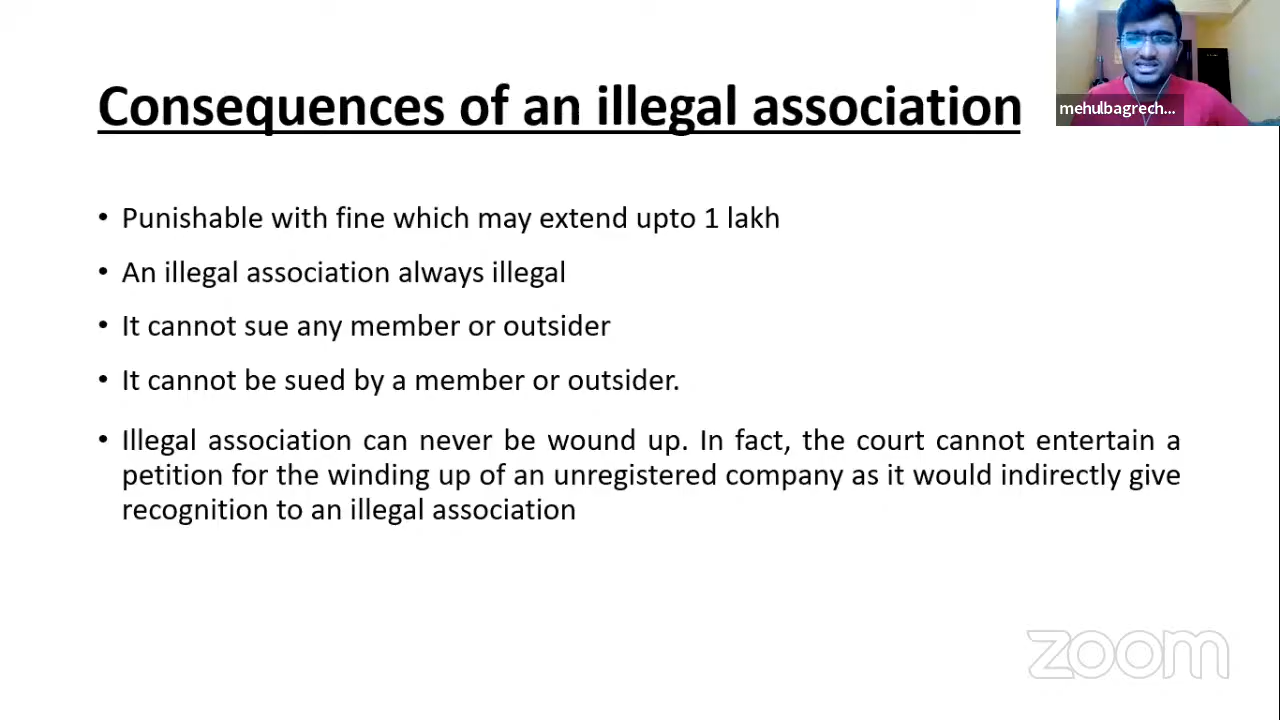 Consequences of an illegal association
mehulbagrech...
• Punishable with fine which may extend upto 1 lakh
• An illegal association always illegal
• It cannot sue any member or outsider
• It cannot be sued by a member or outsider.
• Illegal association can never be wound up. In fact, the court cannot entertain a
petition for the winding up of an unregistered company as it would indirectly give
recognition to an illegal association
zoom